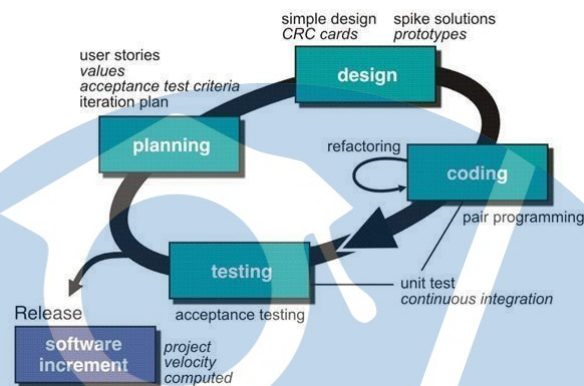 simple design
CRC cards
spike solutions
prototypes
design
user stories
values
acceptance test criteria
iteration plan
planning
refactoring
coding
pair programming
testing
unit test
continuous integration
acceptance testing
Release
software
increment
project
velocity
computed